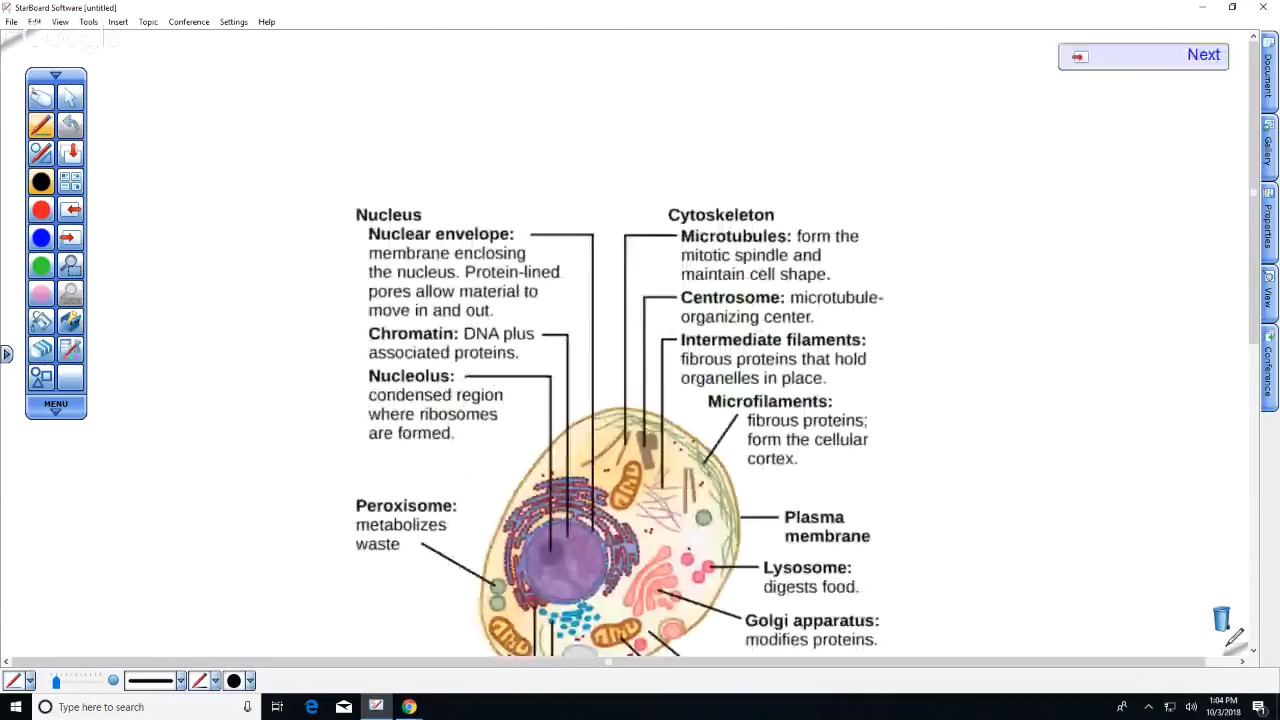 StarBoard Software [untitled]
File Edit View Tools Insert Topic Conference Settings Help
Next
Document
Gallery
Properties
View
Conference
MENU
Nucleus
Nuclear envelope:
membrane enclosing
the nucleus. Protein-lined
pores allow material to
move in and out.
Chromatin: DNA plus
associated proteins.
Nucleolus:
condensed region
where ribosomes
are formed.
Peroxisome:
metabolizes
waste
Cytoskeleton
Microtubules: form the
mitotic spindle and
maintain cell shape.
Centrosome: microtubule-
organizing center.
Intermediate filaments:
fibrous proteins that hold
organelles in place.
Microfilaments:
fibrous proteins;
form the cellular
cortex.
Plasma
membrane
Lysosome:
digests food.
Golgi apparatus:
modifies proteins.
Type here to search
1:04 PM
10/3/2018